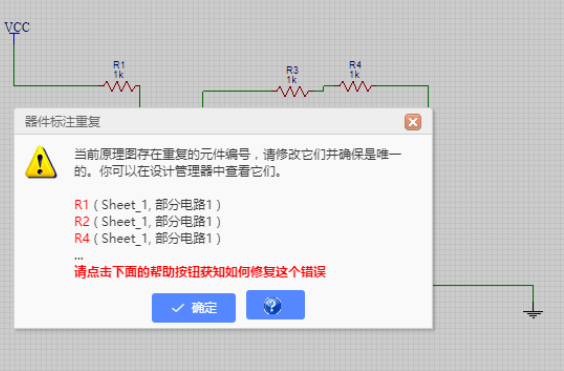 VCC
R1
1k
R3
1k
R4
1k
器件标注重复
当前原理图存在重复的元件编号，请修改它们并确保是唯一
的。你可以在设计管理器中查看它们。
R1 ( Sheet_1, 部分电路1 )
R2 ( Sheet_1, 部分电路1 )
R4 ( Sheet_1, 部分电路1 )
...
请点击下面的帮助按钮获知如何修复这个错误
确定
?